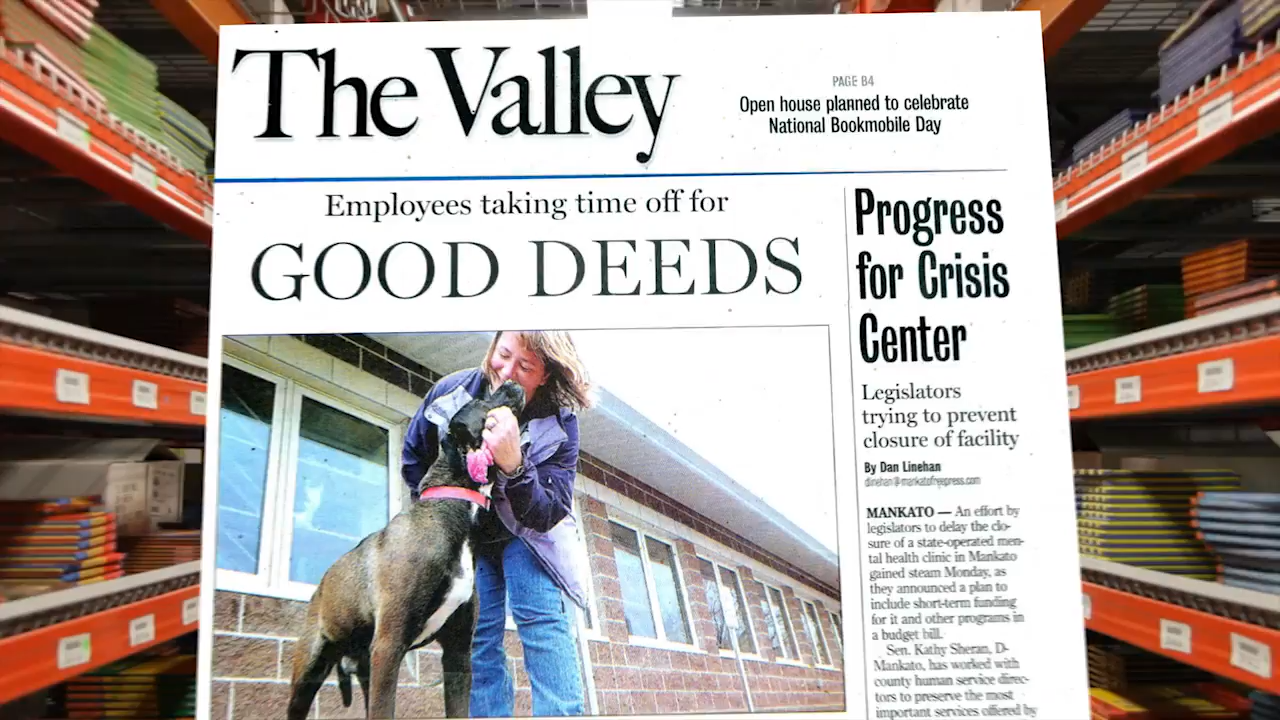 The Valley
PAGE B4
Open house planned to celebrate
National Bookmobile Day
Employees taking time off for
GOOD DEEDS
Progress
for Crisis
Center
Legislators
trying to prevent
closure of facility
By Dan Linehan
dlinehan@mankatofreepress.com
MANKATO — An effort by
legislators to delay the clo-
sure of a state-operated men-
tal health clinic in Mankato
gained steam Monday, as
they announced a plan to
include short-term funding
for it and other programs in
a budget bill.
Sen. Kathy Sheran, D-
Mankato, has worked with
county human service direc-
tors to preserve the most
important services offered by